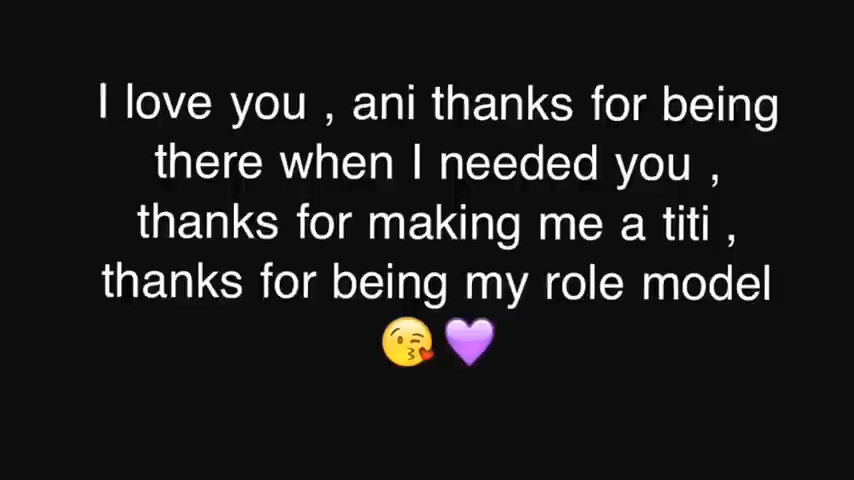 I love you , ani thanks for being
there when I needed you ,
thanks for making me a titi ,
thanks for being my role model
😘💜